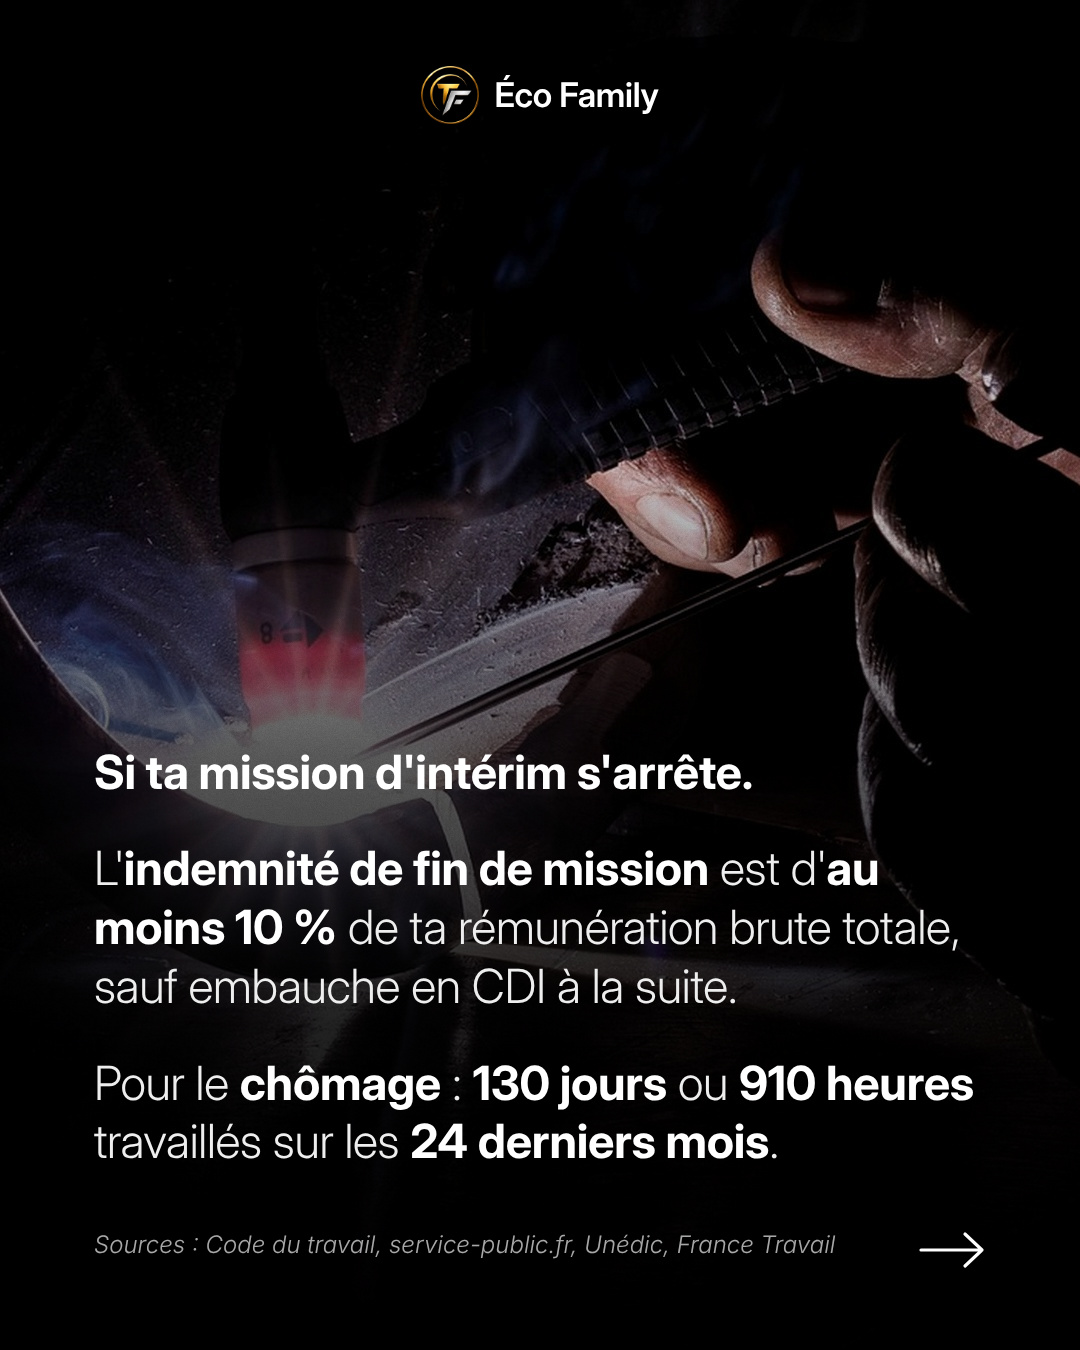 TF Éco Family
8
Si ta mission d'intérim s'arrête.
L'indemnité de fin de mission est d'au
moins 10 % de ta rémunération brute totale,
sauf embauche en CDI à la suite.
Pour le chômage : 130 jours ou 910 heures
travaillés sur les 24 derniers mois.
Sources : Code du travail, service-public.fr, Unédic, France Travail